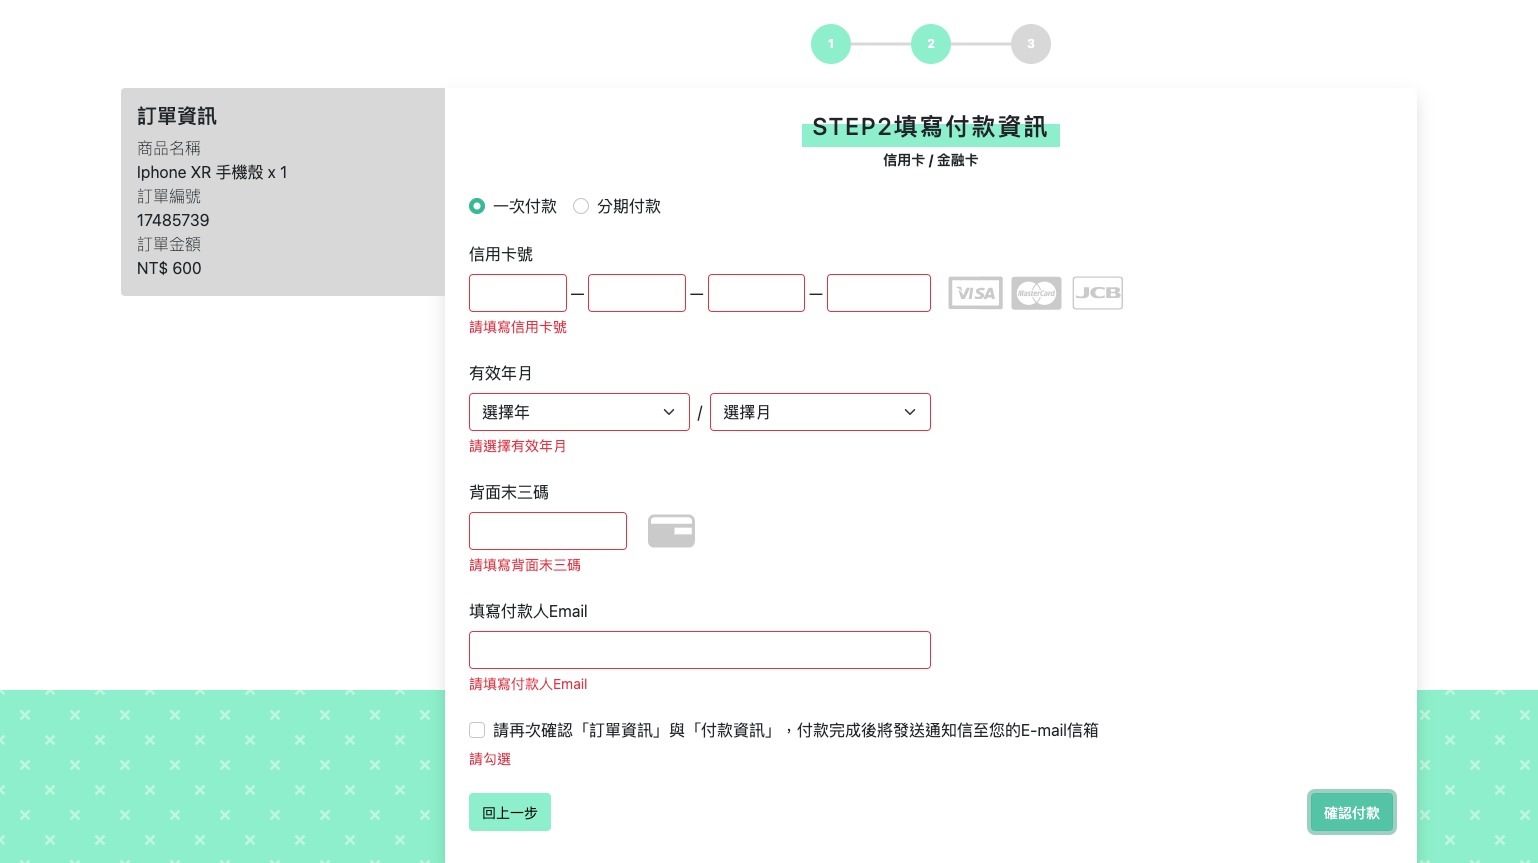 1
2
3
訂單資訊
商品名稱
Iphone XR 手機殼 x 1
訂單編號
17485739
訂單金額
NT$ 600
STEP2填寫付款資訊
信用卡 / 金融卡
一次付款
分期付款
信用卡號
— — —
VISA
MasterCard
JCB
請填寫信用卡號
有效年月
選擇年 / 選擇月
請選擇有效年月
背面末三碼
請填寫背面末三碼
填寫付款人Email
請填寫付款人Email
請再次確認「訂單資訊」與「付款資訊」，付款完成後將發送通知信至您的E-mail信箱
請勾選
回上一步
確認付款